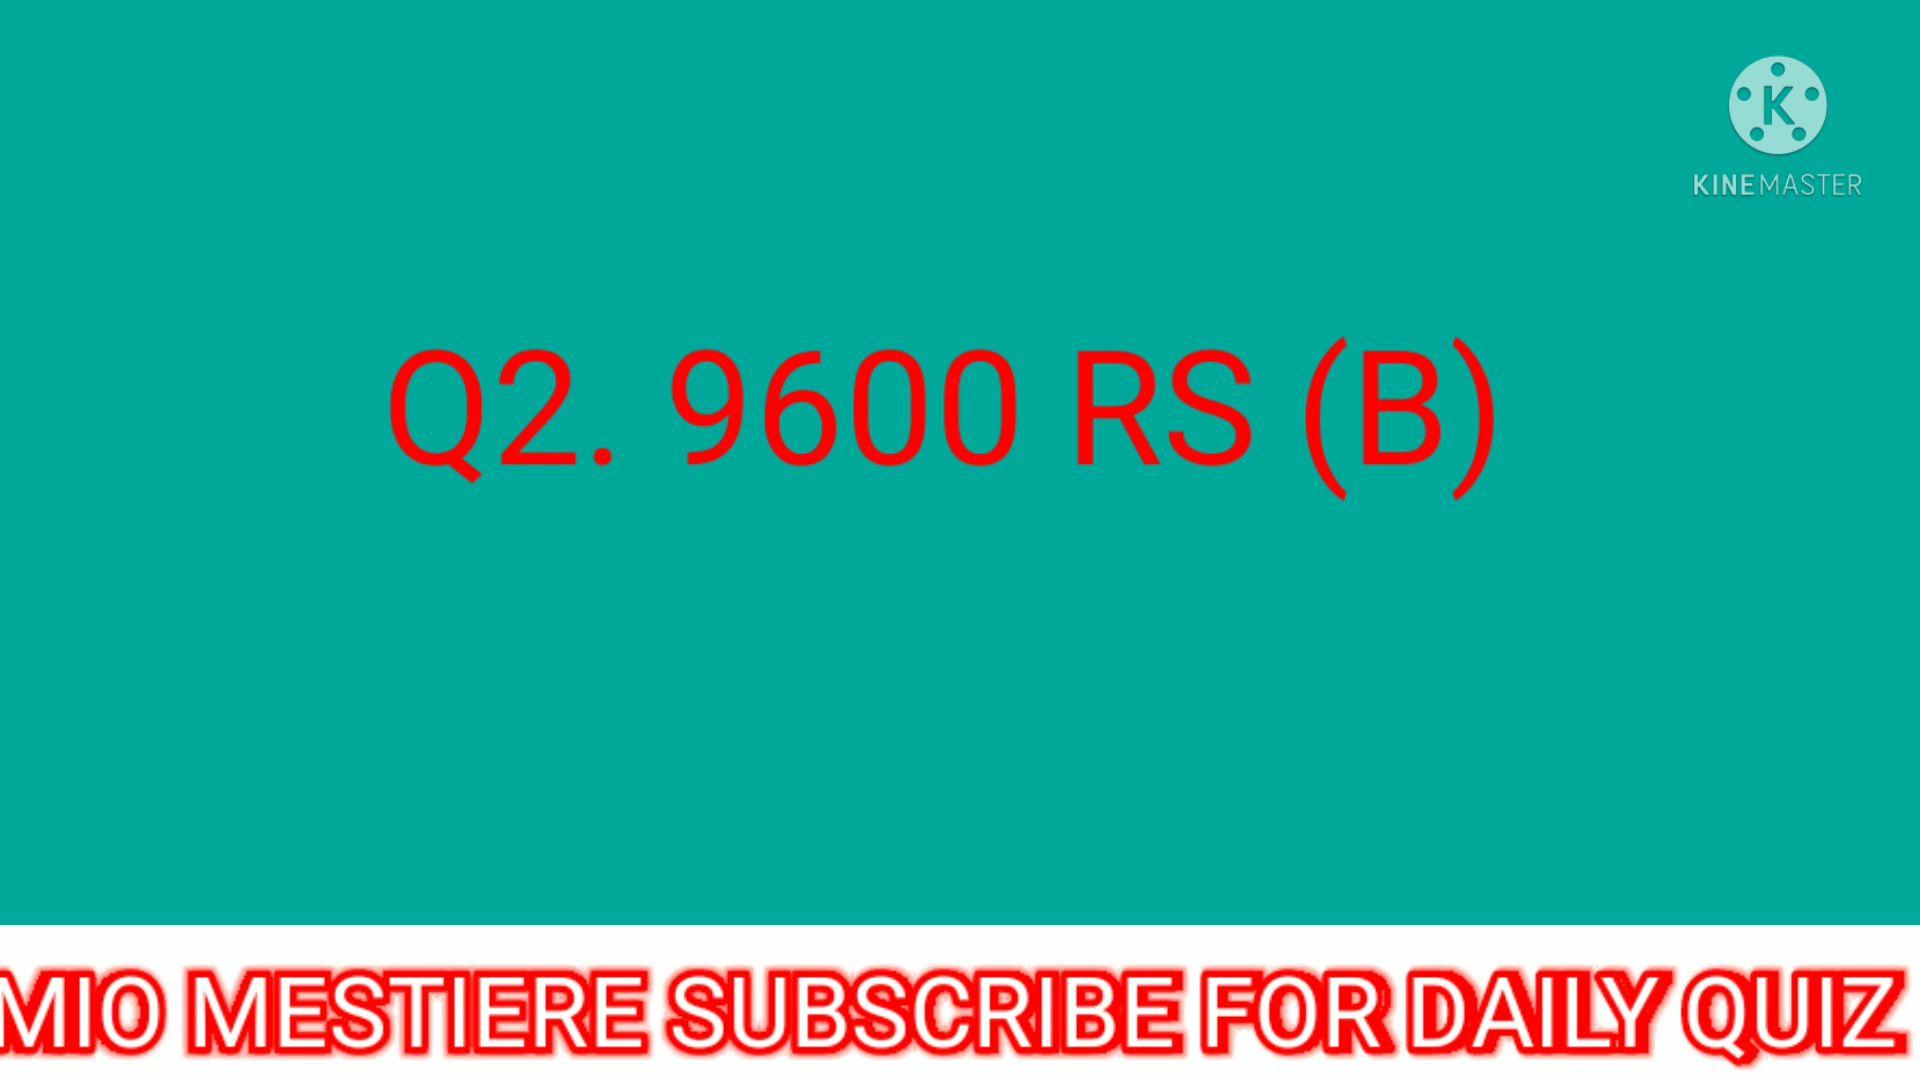 K
KINEMASTER
Q2. 9600 RS (B)
MIO MESTIERE SUBSCRIBE FOR DAILY QUIZ